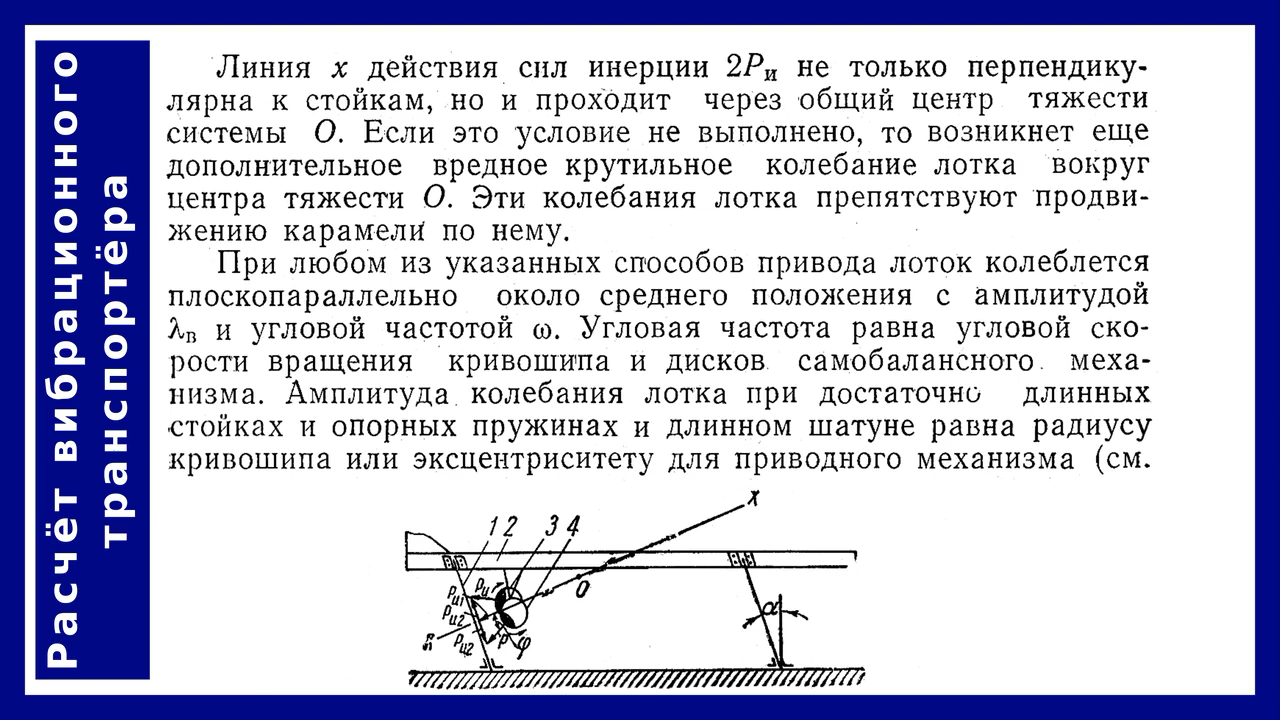 Расчёт вибрационного
транспортёра
Линия x действия сил инерции 2Pи не только перпендику-
лярна к стойкам, но и проходит через общий центр тяжести
системы O. Если это условие не выполнено, то возникнет еще
дополнительное вредное крутильное колебание лотка вокруг
центра тяжести O. Эти колебания лотка препятствуют продви-
жению карамели по нему.
При любом из указанных способов привода лоток колеблется
плоскопараллельно около среднего положения с амплитудой
λв и угловой частотой ω. Угловая частота равна угловой ско-
рости вращения кривошипа и дисков самобалансного меха-
низма. Амплитуда колебания лотка при достаточно длинных
стойках и опорных пружинах и длинном шатуне равна радиусу
кривошипа или эксцентриситету для приводного механизма (см.
x
1 2 3 4
O
Pи1
Pи
Pи2
Pи2
P
φ
α